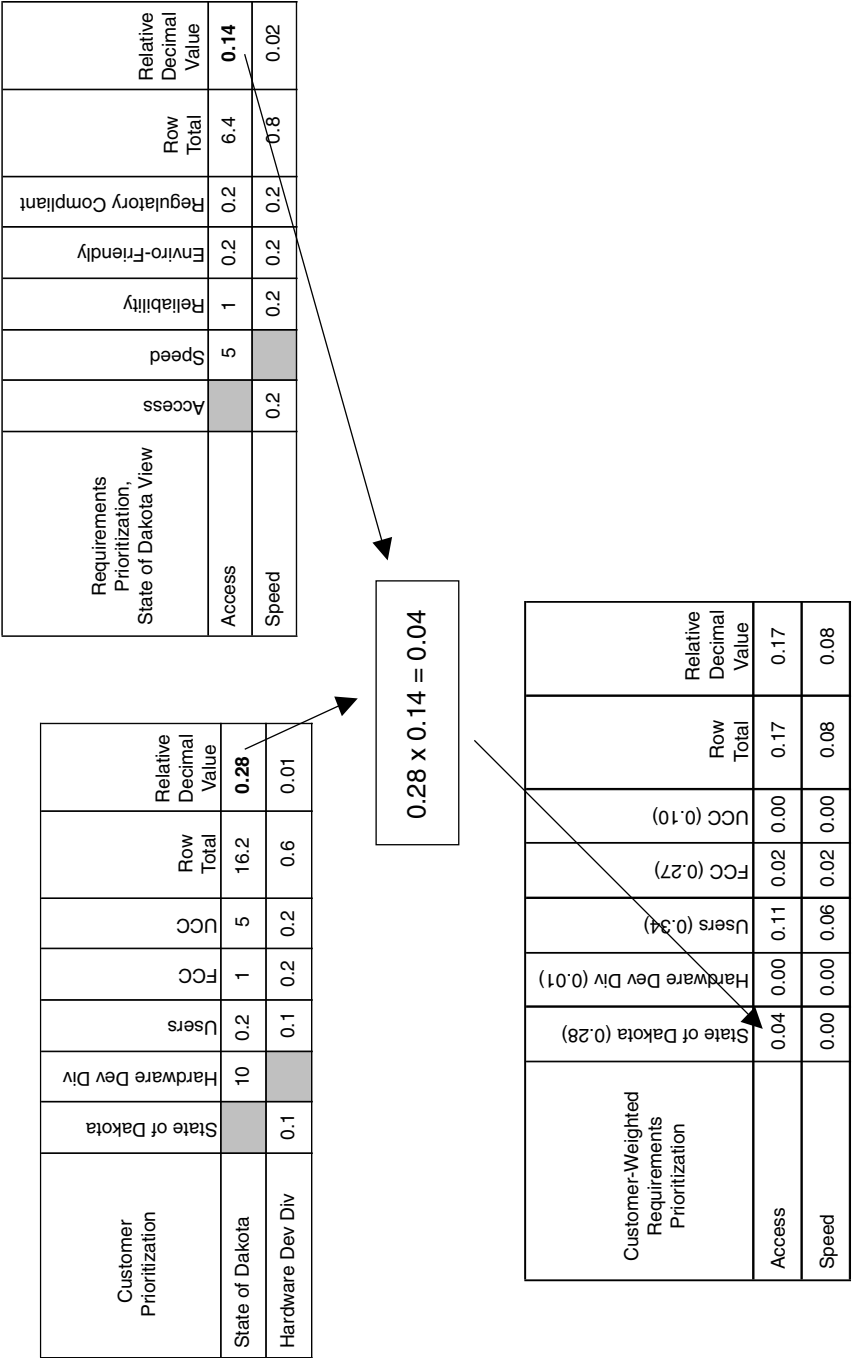 Customer
Prioritization
State of Dakota
Hardware Dev Div
Users
FCC
UCC
Row
Total
Relative
Decimal
Value
State of Dakota
10
0.2
1
5
16.2
0.28
Hardware Dev Div
0.1
0.1
0.2
0.2
0.6
0.01
Requirements
Prioritization,
State of Dakota View
Access
Speed
Reliability
Enviro-Friendly
Regulatory Compliant
Row
Total
Relative
Decimal
Value
Access
5
1
0.2
0.2
6.4
0.14
Speed
0.2
0.2
0.2
0.2
0.8
0.02
0.28 x 0.14 = 0.04
Customer-Weighted
Requirements
Prioritization
State of Dakota (0.28)
Hardware Dev Div (0.01)
Users (0.34)
FCC (0.27)
UCC (0.10)
Row
Total
Relative
Decimal
Value
Access
0.04
0.00
0.11
0.02
0.00
0.17
0.17
Speed
0.00
0.00
0.06
0.02
0.00
0.08
0.08